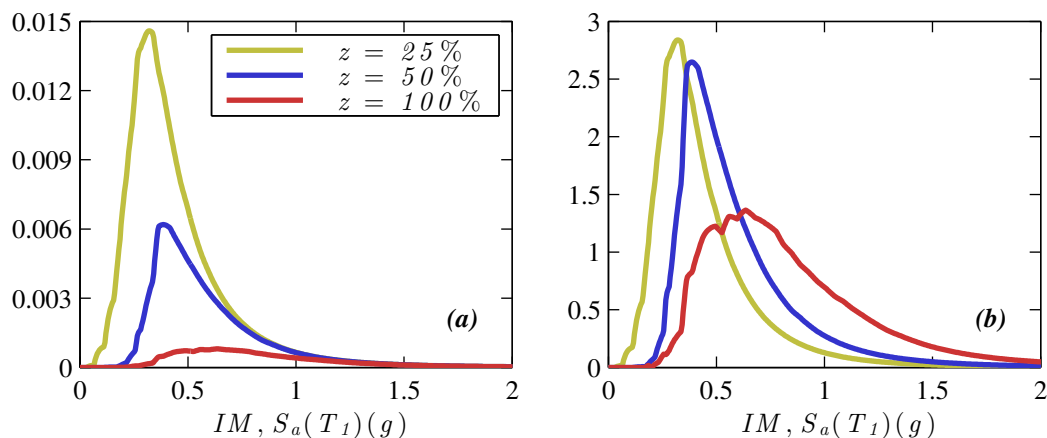 0.015
0.012
0.009
0.006
0.003
0
0 0.5 1 1.5 2
IM, Sa(T1)(g)
z = 25%
z = 50%
z = 100%
(a)
3
2.5
2
1.5
1
0.5
0
0 0.5 1 1.5 2
IM, Sa(T1)(g)
(b)